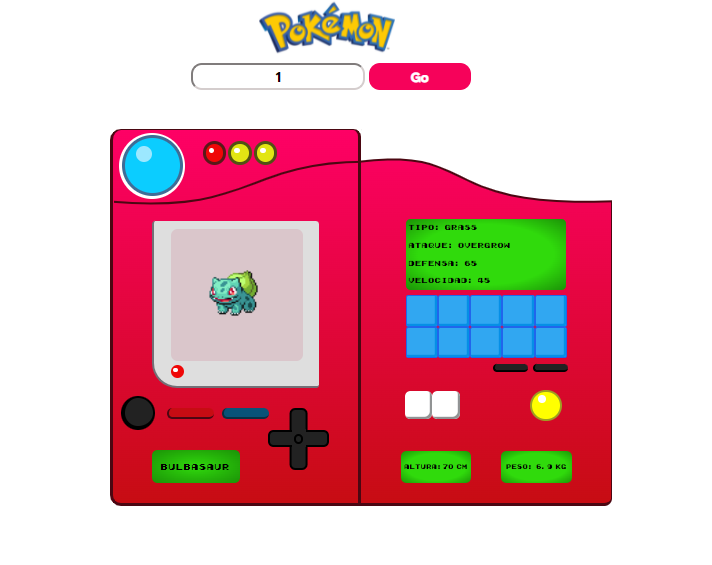 POKéMON
1
Go
TIPO: GRASS
ATAQUE: OVERGROW
DEFENSA: 65
VELOCIDAD: 45
BULBASAUR
ALTURA: 70 CM
PESO: 6.9 KG